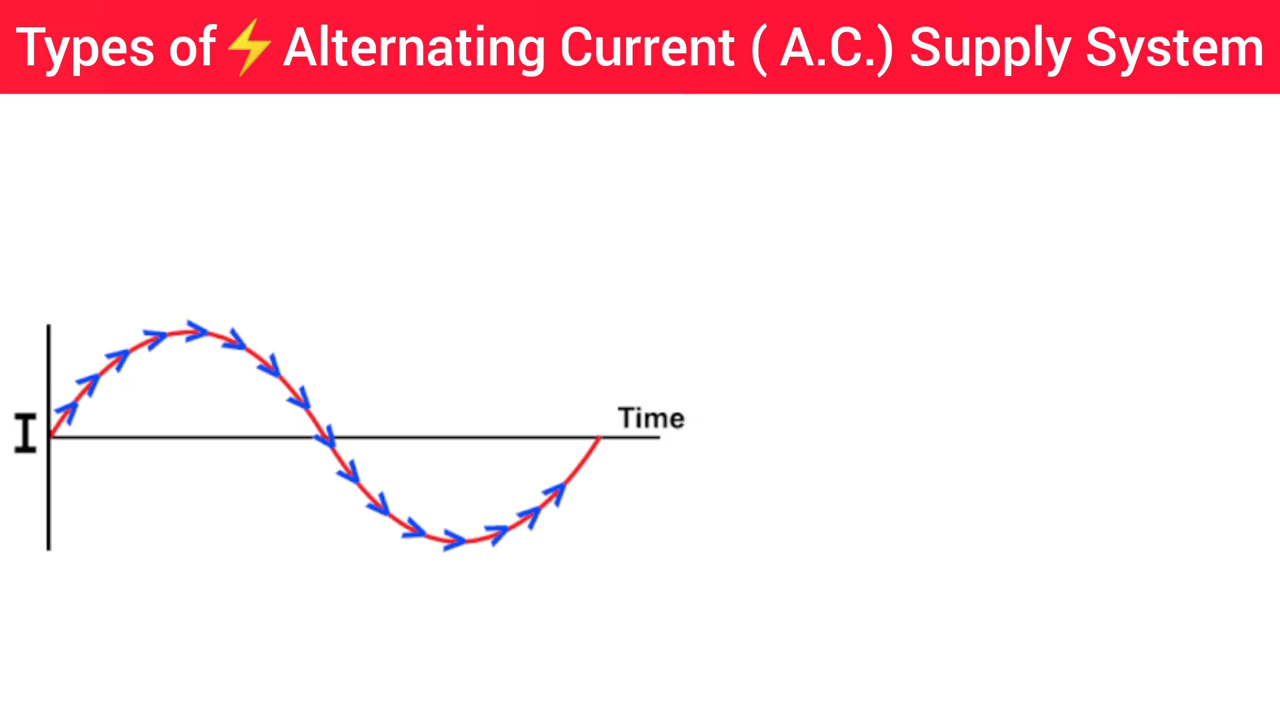 Types of⚡Alternating Current ( A.C.) Supply System
I
Time